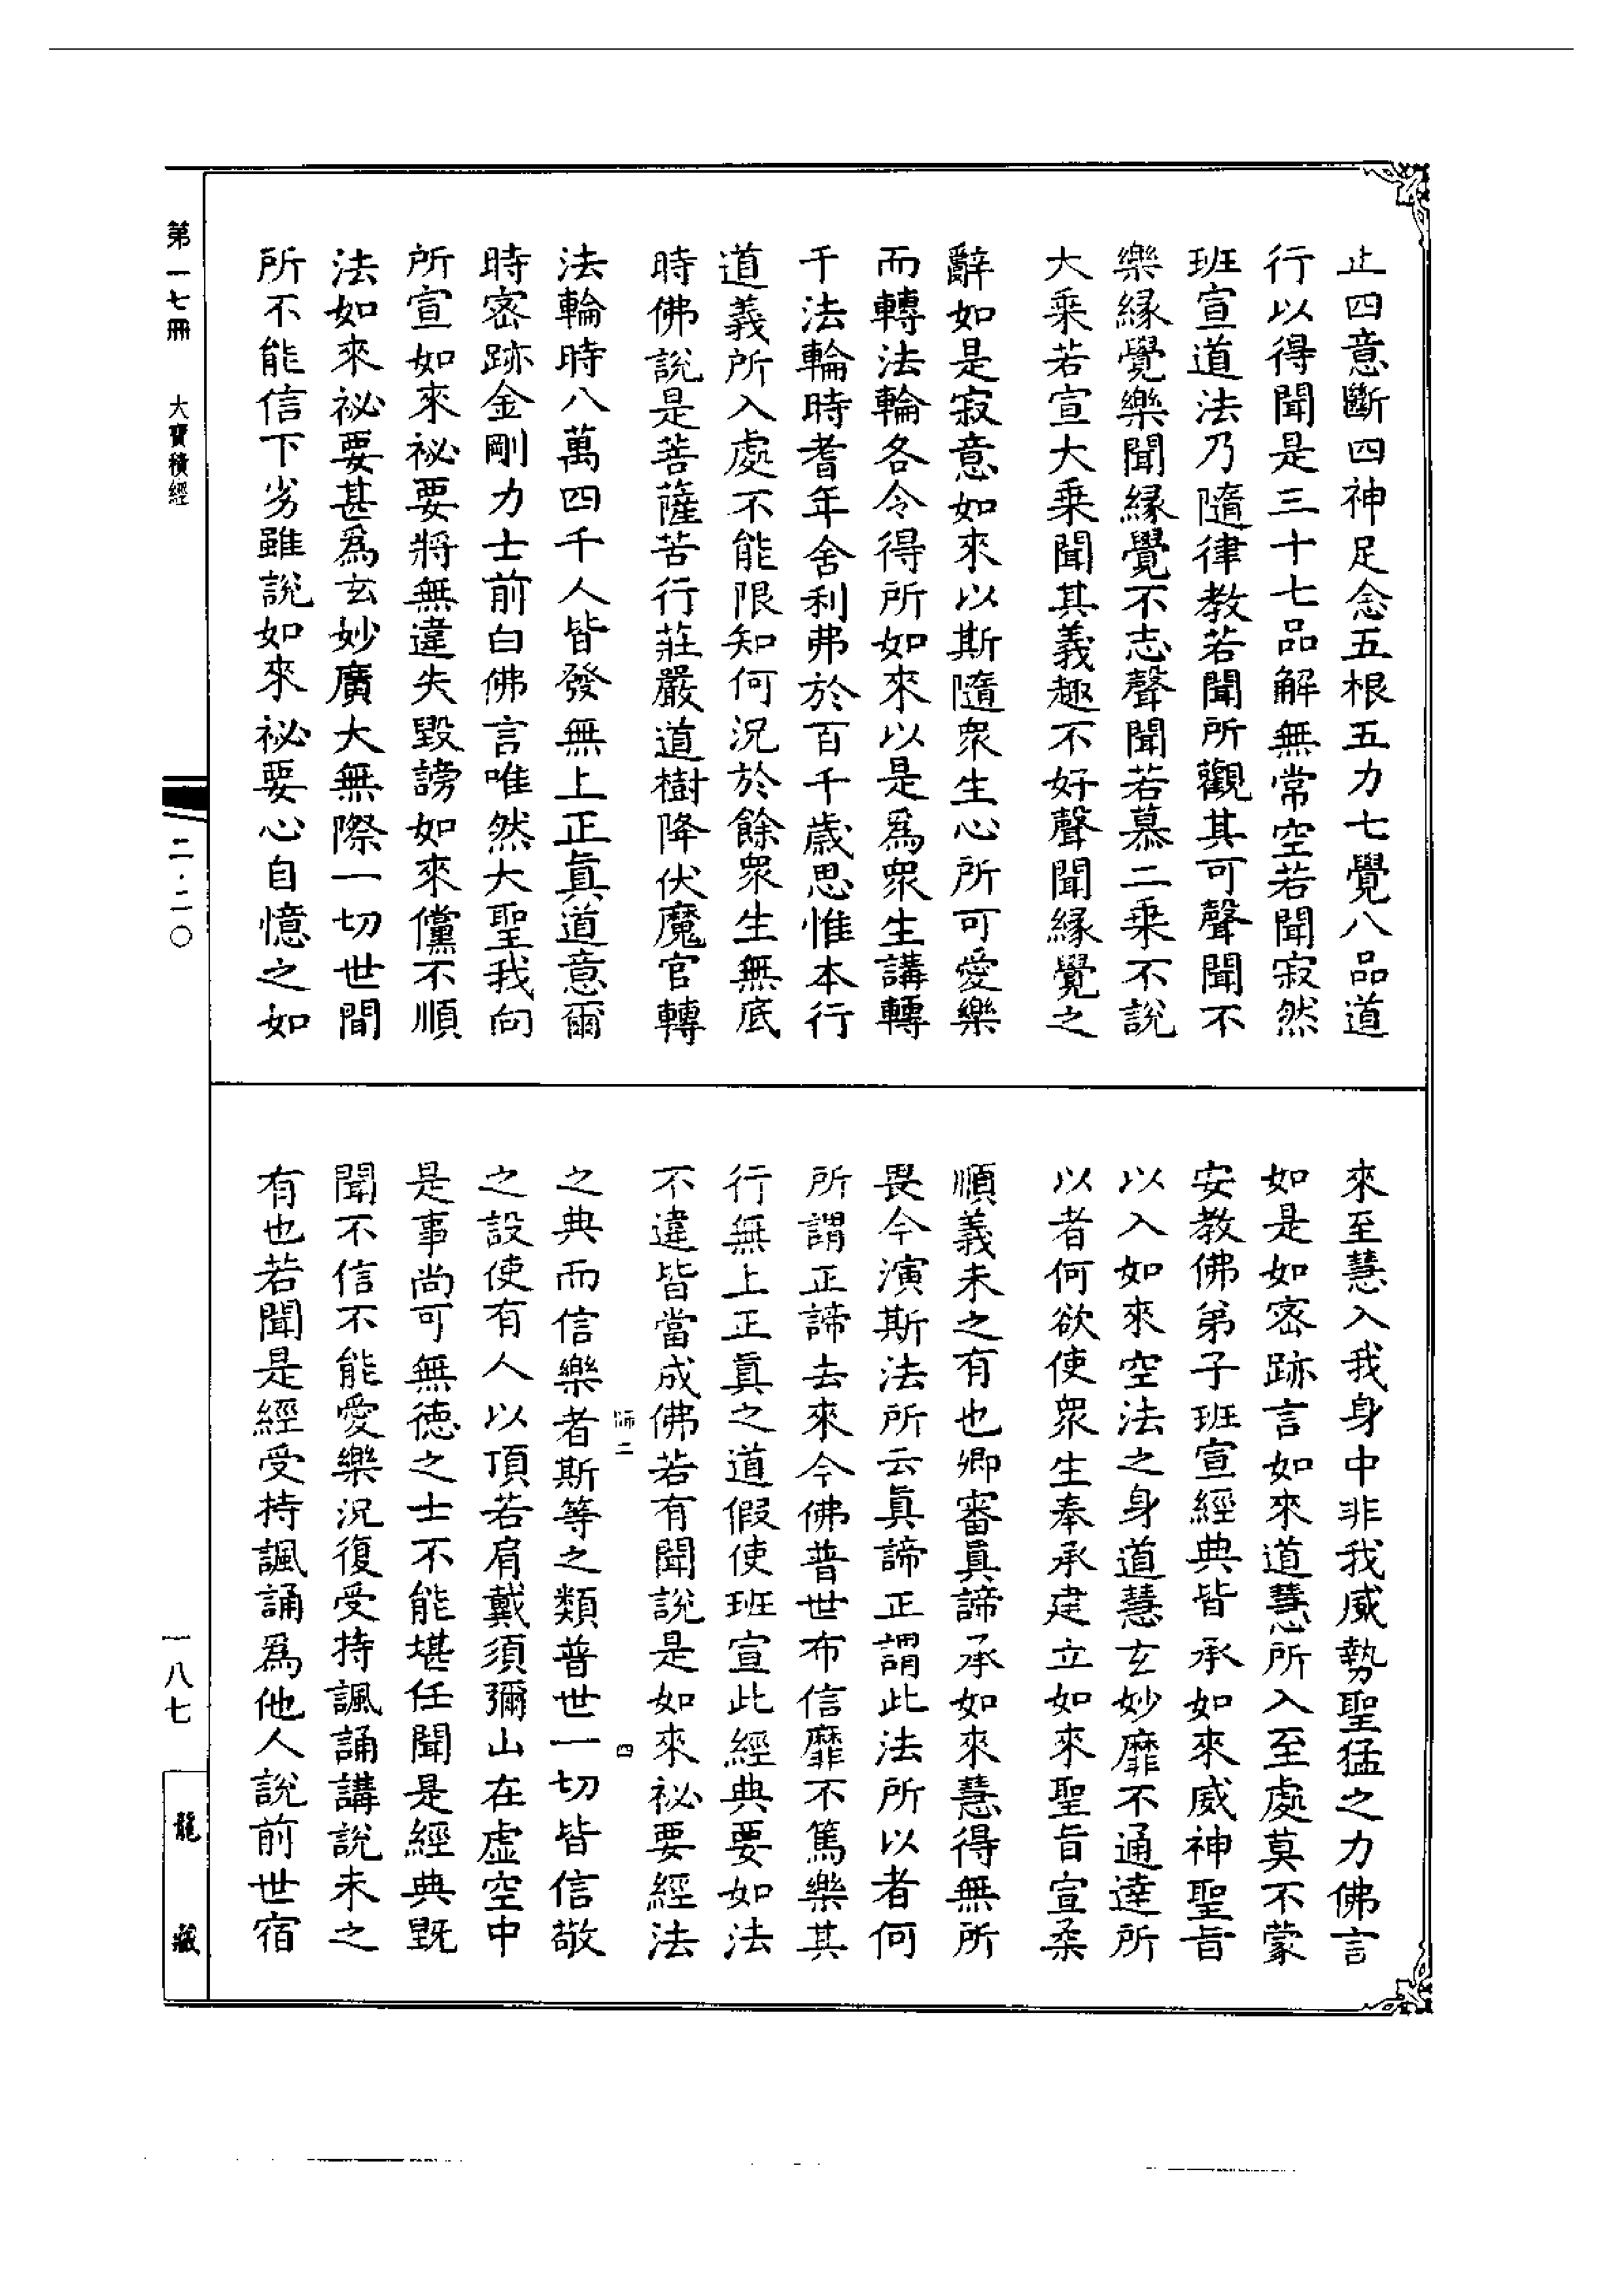 止四意斷四神足念五根五力七覺八品道
行以得聞是三十七品解無常空若聞寂然
班宣道法乃隨律教若聞所觀其可聲聞不
樂緣覺樂聞緣覺不志聲聞若慕二乘不說
大乘若宣大乘聞其義趣不好聲聞緣覺之
辭如是寂意如來以斯隨衆生心所可愛樂
而轉法輪各令得所如來以是爲衆生講轉
千法輪時耆年舍利弗於百千歲思惟本行
道義所入處不能限知何況於餘衆生無底
時佛說是菩薩苦行莊嚴道樹降伏魔官轉
法輪時八萬四千人皆發無上正眞道意爾
時密跡金剛力士前白佛言唯然大聖我向
所宣如來祕要將無違失毀謗如來儻不順
法如來祕要甚爲玄妙廣大無際一切世間
所不能信下劣雖說如來祕要心自憶之如
來至慧入我身中非我威勢聖猛之力佛言
如是如密跡言如來道慧所入至處莫不蒙
安教佛弟子班宣經典皆承如來威神聖旨
以入如來空法之身道慧玄妙靡不通達所
以者何欲使衆生奉承建立如來聖旨宣柔
順義未之有也卿審眞諦承如來慧得無所
畏今演斯法所云眞諦正謂此法所以者何
所謂正諦去來今佛普世布信靡不篤樂其
行無上正眞之道假使班宣此經典要如法
不違皆當成佛若有聞說是如來祕要經法
師二 四
之典而信樂者斯等之類普世一切皆信敬
之設使有人以頂若肩戴須彌山在虛空中
是事尚可無德之士不能堪任聞是經典既
聞不信不能愛樂況復受持諷誦講說未之
有也若聞是經受持諷誦爲他人說前世宿
第一七冊 大寶積經
二·二〇
一八七
龍藏